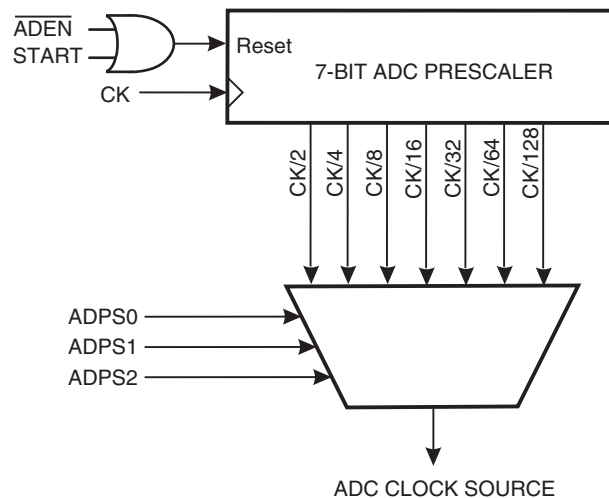 ADEN
START
Reset
7-BIT ADC PRESCALER
CK
CK/2
CK/4
CK/8
CK/16
CK/32
CK/64
CK/128
ADPS0
ADPS1
ADPS2
ADC CLOCK SOURCE